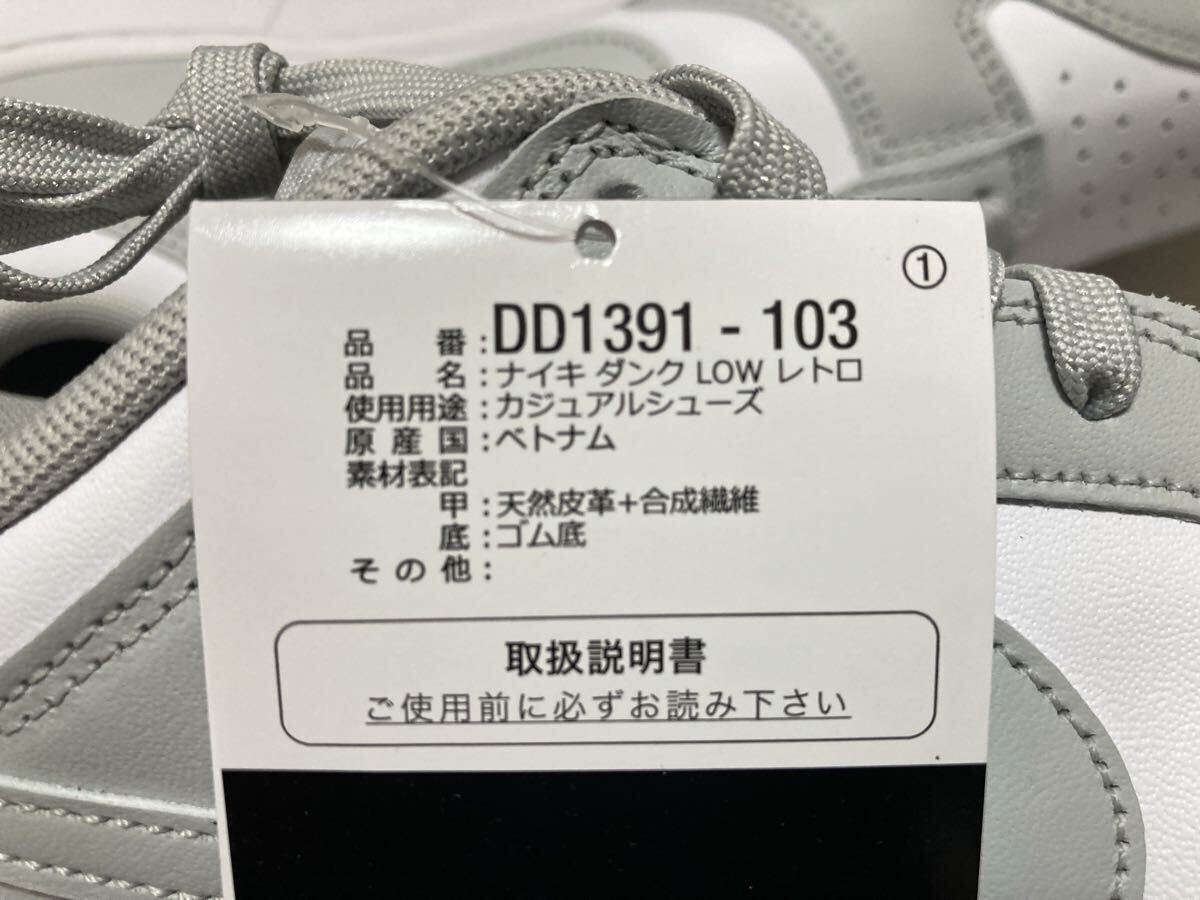 ①
品番:DD1391 - 103
品名:ナイキ ダンク LOW レトロ
使用用途:カジュアルシューズ
原産国:ベトナム
素材表記
甲:天然皮革+合成繊維
底:ゴム底
その他:
取扱説明書
ご使用前に必ずお読み下さい